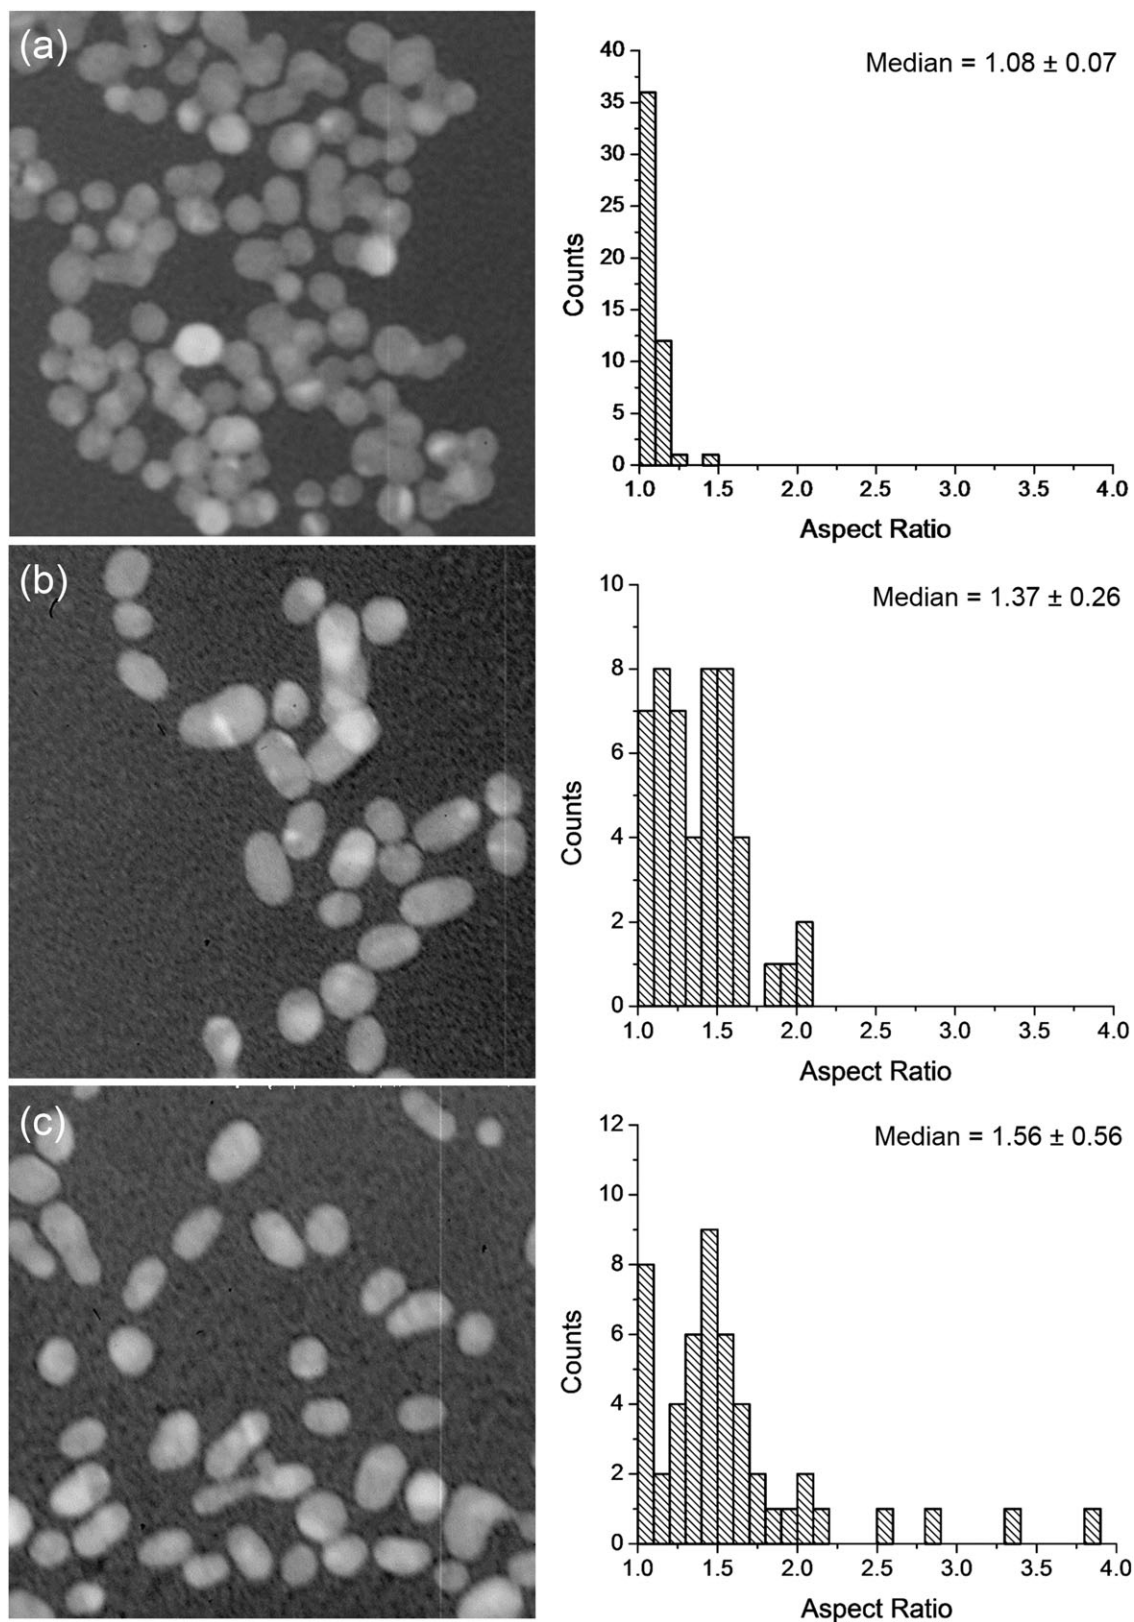 (a)
Median = 1.08 ± 0.07
40
35
30
25
20
15
10
5
0
Counts
1.0 1.5 2.0 2.5 3.0 3.5 4.0
Aspect Ratio
(b)
Median = 1.37 ± 0.26
10
8
6
4
2
0
Counts
1.0 1.5 2.0 2.5 3.0 3.5 4.0
Aspect Ratio
(c)
Median = 1.56 ± 0.56
12
10
8
6
4
2
0
Counts
1.0 1.5 2.0 2.5 3.0 3.5 4.0
Aspect Ratio